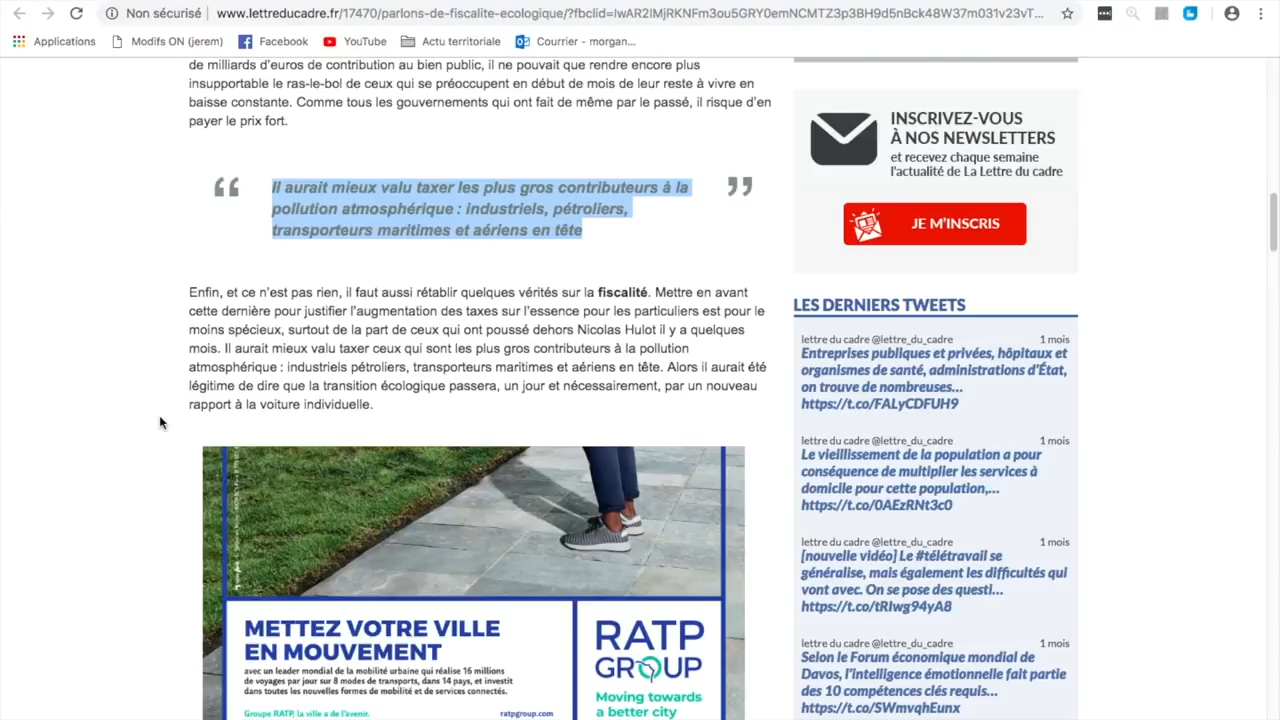 Non sécurisé
www.lettreducadre.fr/17470/parlons-de-fiscalite-ecologique/?fbclid=IwAR2IMjRKNFm3ou5GRY0emNCMTZ3p3BH9d5nBck48W37m031v23vT...
Applications
Modifs ON (jerem)
Facebook
YouTube
Actu territoriale
Courrier - morgan...
de milliards d'euros de contribution au bien public, il ne pouvait que rendre encore plus
insupportable le ras-le-bol de ceux qui se préoccupent en début de mois de leur reste à vivre en
baisse constante. Comme tous les gouvernements qui ont fait de même par le passé, il risque d'en
payer le prix fort.
“ Il aurait mieux valu taxer les plus gros contributeurs à la ”
pollution atmosphérique : industriels, pétroliers,
transporteurs maritimes et aériens en tête
Enfin, et ce n'est pas rien, il faut aussi rétablir quelques vérités sur la fiscalité. Mettre en avant
cette dernière pour justifier l'augmentation des taxes sur l'essence pour les particuliers est pour le
moins spécieux, surtout de la part de ceux qui ont poussé dehors Nicolas Hulot il y a quelques
mois. Il aurait mieux valu taxer ceux qui sont les plus gros contributeurs à la pollution
atmosphérique : industriels pétroliers, transporteurs maritimes et aériens en tête. Alors il aurait été
légitime de dire que la transition écologique passera, un jour et nécessairement, par un nouveau
rapport à la voiture individuelle.
METTEZ VOTRE VILLE
EN MOUVEMENT
avec un leader mondial de la mobilité urbaine qui réalise 16 millions
de voyages par jour sur 8 modes de transports, dans 14 pays, et investit
dans toutes les nouvelles formes de mobilité et de services connectés.
Groupe RATP, la ville a de l'avenir.
ratpgroup.com
RATP
GROUP
Moving towards
a better city
INSCRIVEZ-VOUS
À NOS NEWSLETTERS
et recevez chaque semaine
l'actualité de La Lettre du cadre
JE M'INSCRIS
LES DERNIERS TWEETS
lettre du cadre @lettre_du_cadre 1 mois
Entreprises publiques et privées, hôpitaux et
organismes de santé, administrations d'État,
on trouve de nombreuses...
https://t.co/FALyCDFUH9
lettre du cadre @lettre_du_cadre 1 mois
Le vieillissement de la population a pour
conséquence de multiplier les services à
domicile pour cette population,...
https://t.co/0AEzRNt3c0
lettre du cadre @lettre_du_cadre 1 mois
[nouvelle vidéo] Le #télétravail se
généralise, mais également les difficultés qui
vont avec. On se pose des questi...
https://t.co/tRIwg94yA8
lettre du cadre @lettre_du_cadre 1 mois
Selon le Forum économique mondial de
Davos, l'intelligence émotionnelle fait partie
des 10 compétences clés requis...
https://t.co/SWmvqhEunx